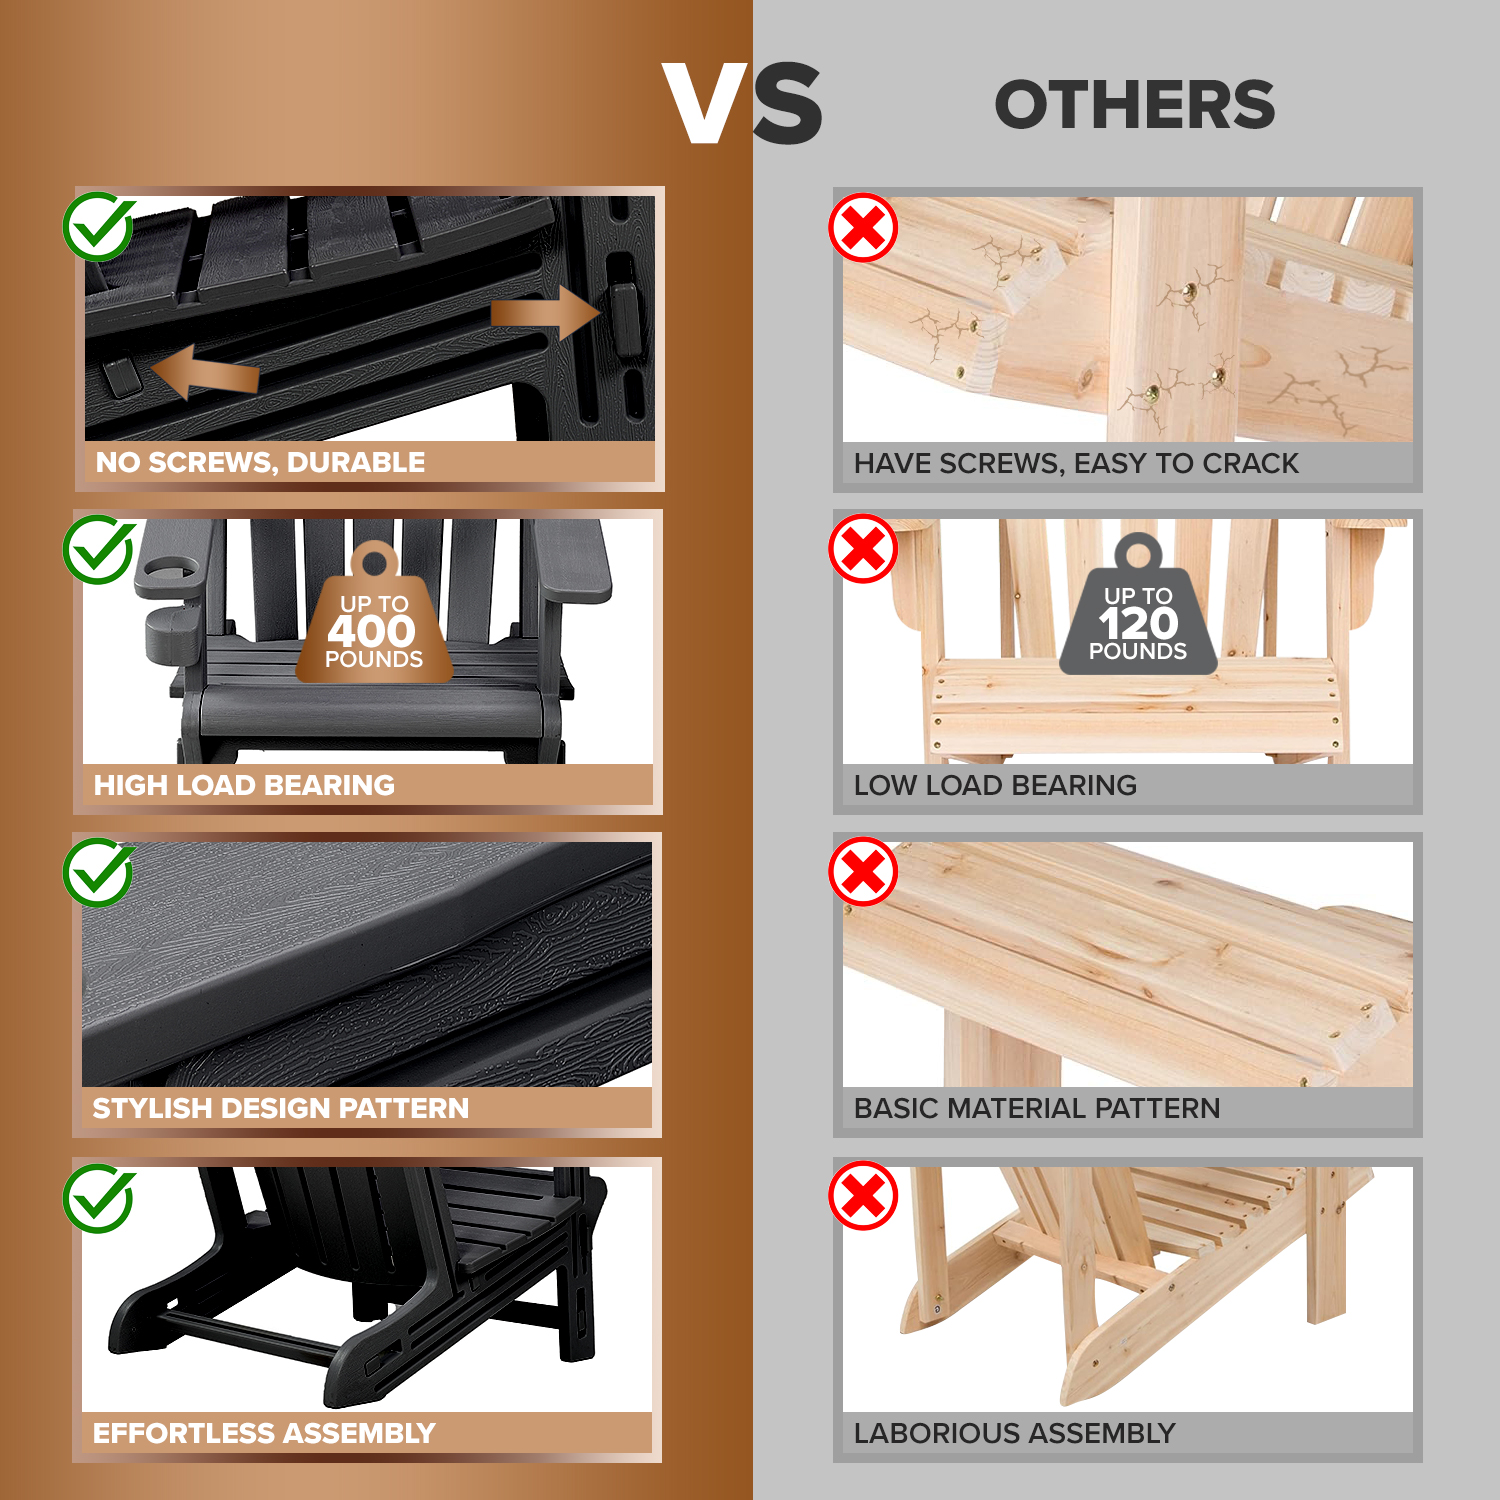 VS
OTHERS
NO SCREWS, DURABLE
HAVE SCREWS, EASY TO CRACK
UP TO
400
POUNDS
HIGH LOAD BEARING
UP TO
120
POUNDS
LOW LOAD BEARING
STYLISH DESIGN PATTERN
BASIC MATERIAL PATTERN
EFFORTLESS ASSEMBLY
LABORIOUS ASSEMBLY